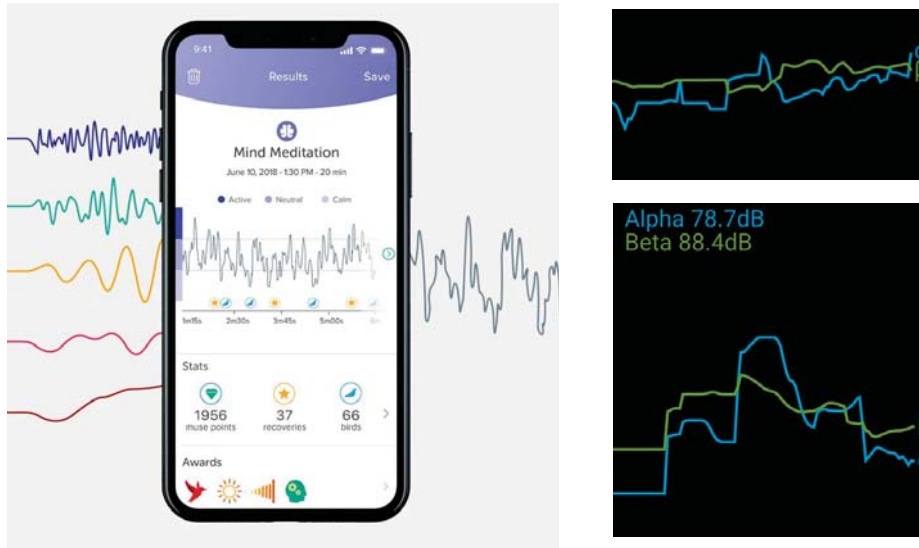 9:41
Results
Save
Mind Meditation
June 10, 2018 - 1:30 PM - 20 min
Active Neutral Calm
1m15s 2m30s 3m45s 5m00s
Stats
1956 37 66
muse points recoveries birds
Awards
Alpha 78.7dB
Beta 88.4dB